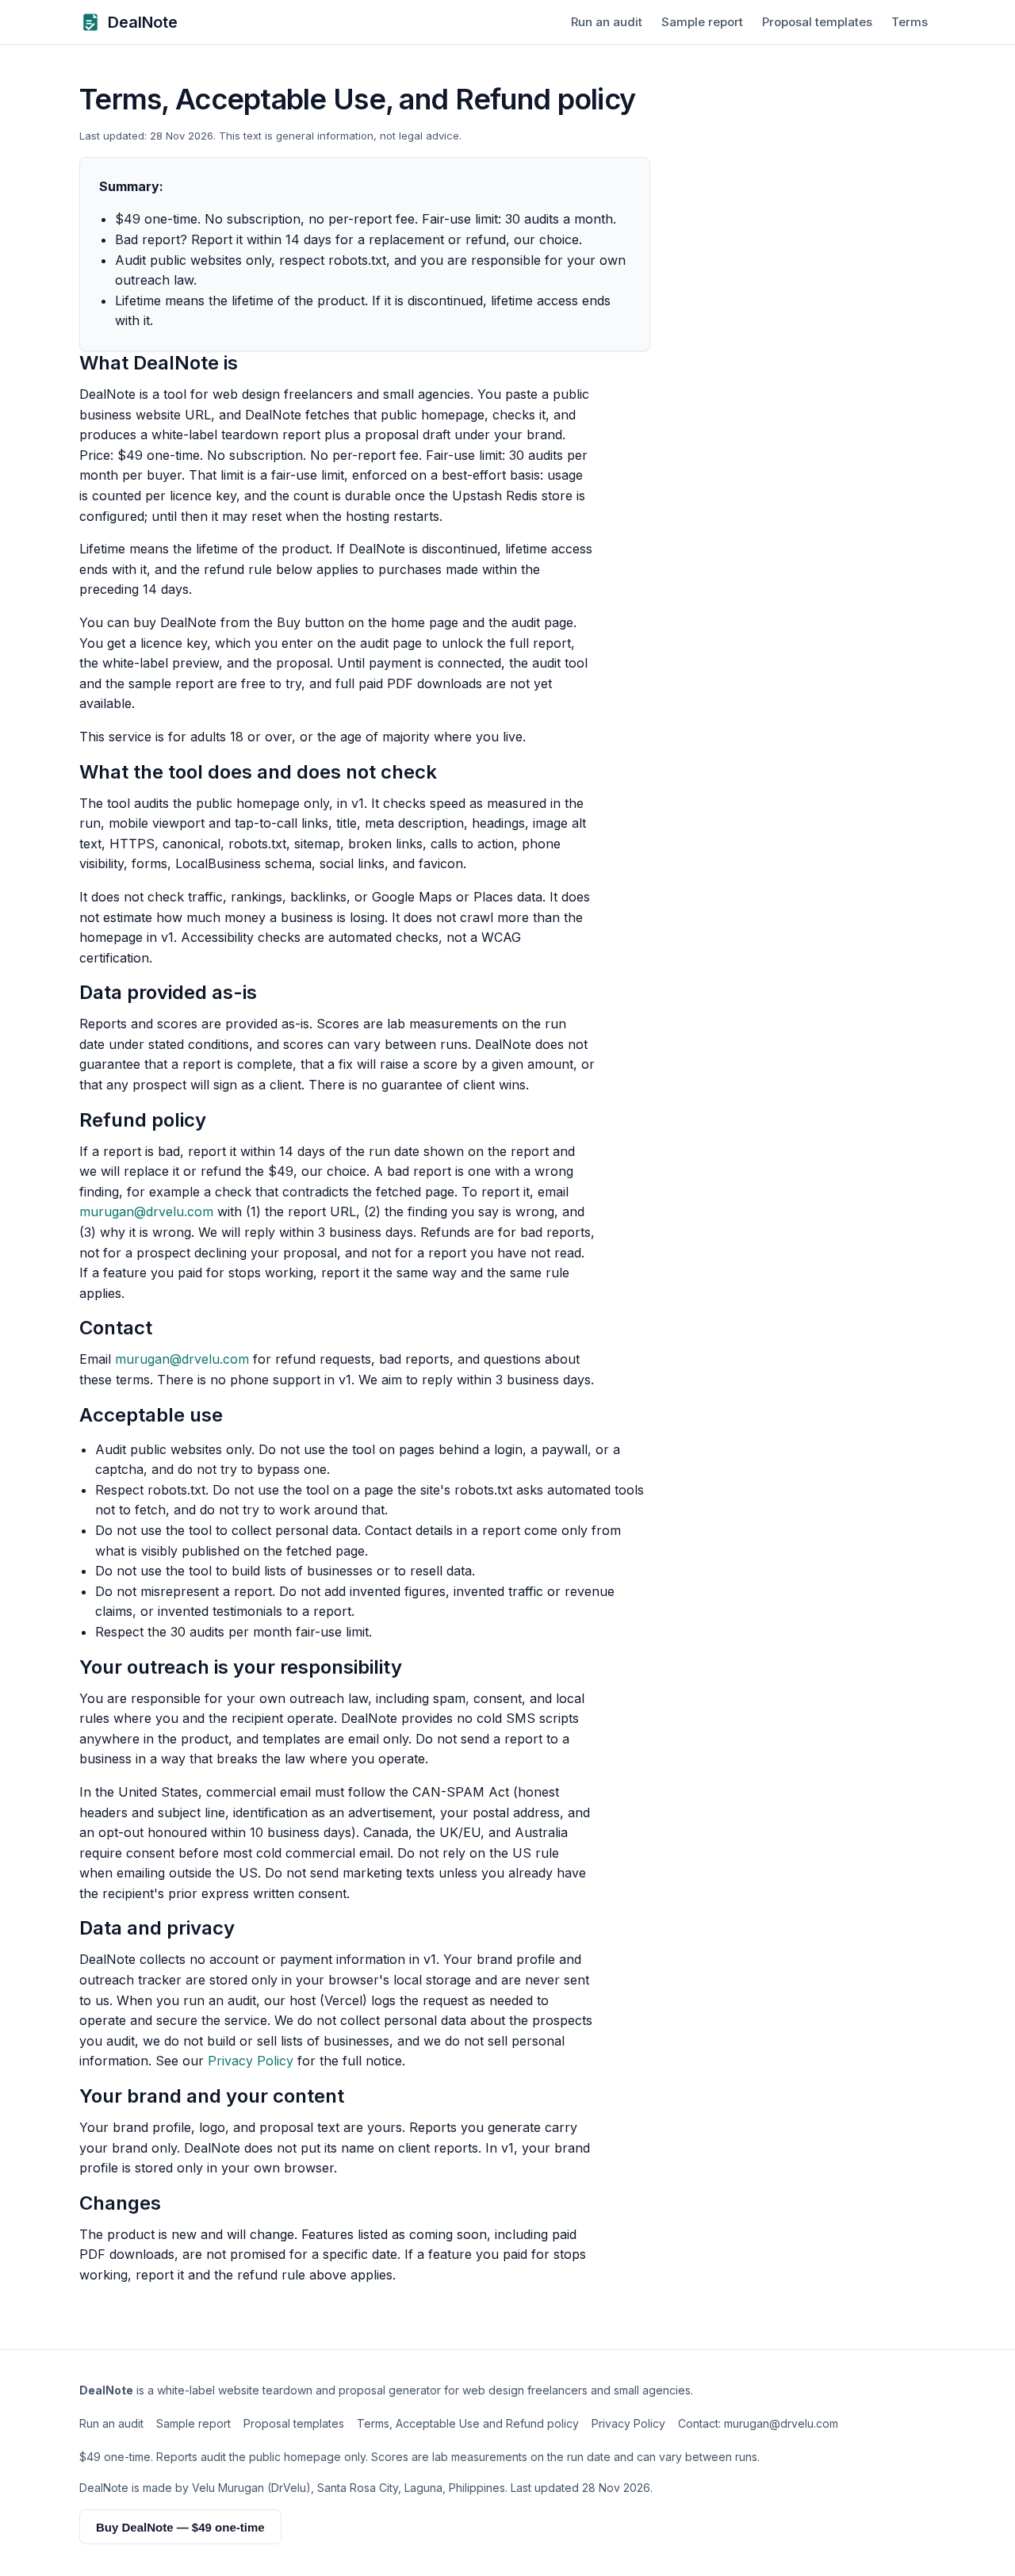 DealNote
Run an audit Sample report Proposal templates Terms
Terms, Acceptable Use, and Refund policy
Last updated: 28 Nov 2026. This text is general information, not legal advice.
Summary:
• $49 one-time. No subscription, no per-report fee. Fair-use limit: 30 audits a month.
• Bad report? Report it within 14 days for a replacement or refund, our choice.
• Audit public websites only, respect robots.txt, and you are responsible for your own
outreach law.
• Lifetime means the lifetime of the product. If it is discontinued, lifetime access ends
with it.
What DealNote is
DealNote is a tool for web design freelancers and small agencies. You paste a public
business website URL, and DealNote fetches that public homepage, checks it, and
produces a white-label teardown report plus a proposal draft under your brand.
Price: $49 one-time. No subscription. No per-report fee. Fair-use limit: 30 audits per
month per buyer. That limit is a fair-use limit, enforced on a best-effort basis: usage
is counted per licence key, and the count is durable once the Upstash Redis store is
configured; until then it may reset when the hosting restarts.
Lifetime means the lifetime of the product. If DealNote is discontinued, lifetime access
ends with it, and the refund rule below applies to purchases made within the
preceding 14 days.
You can buy DealNote from the Buy button on the home page and the audit page.
You get a licence key, which you enter on the audit page to unlock the full report,
the white-label preview, and the proposal. Until payment is connected, the audit tool
and the sample report are free to try, and full paid PDF downloads are not yet
available.
This service is for adults 18 or over, or the age of majority where you live.
What the tool does and does not check
The tool audits the public homepage only, in v1. It checks speed as measured in the
run, mobile viewport and tap-to-call links, title, meta description, headings, image alt
text, HTTPS, canonical, robots.txt, sitemap, broken links, calls to action, phone
visibility, forms, LocalBusiness schema, social links, and favicon.
It does not check traffic, rankings, backlinks, or Google Maps or Places data. It does
not estimate how much money a business is losing. It does not crawl more than the
homepage in v1. Accessibility checks are automated checks, not a WCAG
certification.
Data provided as-is
Reports and scores are provided as-is. Scores are lab measurements on the run
date under stated conditions, and scores can vary between runs. DealNote does not
guarantee that a report is complete, that a fix will raise a score by a given amount, or
that any prospect will sign as a client. There is no guarantee of client wins.
Refund policy
If a report is bad, report it within 14 days of the run date shown on the report and
we will replace it or refund the $49, our choice. A bad report is one with a wrong
finding, for example a check that contradicts the fetched page. To report it, email
murugan@drvelu.com with (1) the report URL, (2) the finding you say is wrong, and
(3) why it is wrong. We will reply within 3 business days. Refunds are for bad reports,
not for a prospect declining your proposal, and not for a report you have not read.
If a feature you paid for stops working, report it the same way and the same rule
applies.
Contact
Email murugan@drvelu.com for refund requests, bad reports, and questions about
these terms. There is no phone support in v1. We aim to reply within 3 business days.
Acceptable use
• Audit public websites only. Do not use the tool on pages behind a login, a paywall, or a
captcha, and do not try to bypass one.
• Respect robots.txt. Do not use the tool on a page the site's robots.txt asks automated tools
not to fetch, and do not try to work around that.
• Do not use the tool to collect personal data. Contact details in a report come only from
what is visibly published on the fetched page.
• Do not use the tool to build lists of businesses or to resell data.
• Do not misrepresent a report. Do not add invented figures, invented traffic or revenue
claims, or invented testimonials to a report.
• Respect the 30 audits per month fair-use limit.
Your outreach is your responsibility
You are responsible for your own outreach law, including spam, consent, and local
rules where you and the recipient operate. DealNote provides no cold SMS scripts
anywhere in the product, and templates are email only. Do not send a report to a
business in a way that breaks the law where you operate.
In the United States, commercial email must follow the CAN-SPAM Act (honest
headers and subject line, identification as an advertisement, your postal address, and
an opt-out honoured within 10 business days). Canada, the UK/EU, and Australia
require consent before most cold commercial email. Do not rely on the US rule
when emailing outside the US. Do not send marketing texts unless you already have
the recipient's prior express written consent.
Data and privacy
DealNote collects no account or payment information in v1. Your brand profile and
outreach tracker are stored only in your browser's local storage and are never sent
to us. When you run an audit, our host (Vercel) logs the request as needed to
operate and secure the service. We do not collect personal data about the prospects
you audit, we do not build or sell lists of businesses, and we do not sell personal
information. See our Privacy Policy for the full notice.
Your brand and your content
Your brand profile, logo, and proposal text are yours. Reports you generate carry
your brand only. DealNote does not put its name on client reports. In v1, your brand
profile is stored only in your own browser.
Changes
The product is new and will change. Features listed as coming soon, including paid
PDF downloads, are not promised for a specific date. If a feature you paid for stops
working, report it and the refund rule above applies.
DealNote is a white-label website teardown and proposal generator for web design freelancers and small agencies.
Run an audit Sample report Proposal templates Terms, Acceptable Use and Refund policy Privacy Policy Contact: murugan@drvelu.com
$49 one-time. Reports audit the public homepage only. Scores are lab measurements on the run date and can vary between runs.
DealNote is made by Velu Murugan (DrVelu), Santa Rosa City, Laguna, Philippines. Last updated 28 Nov 2026.
Buy DealNote — $49 one-time